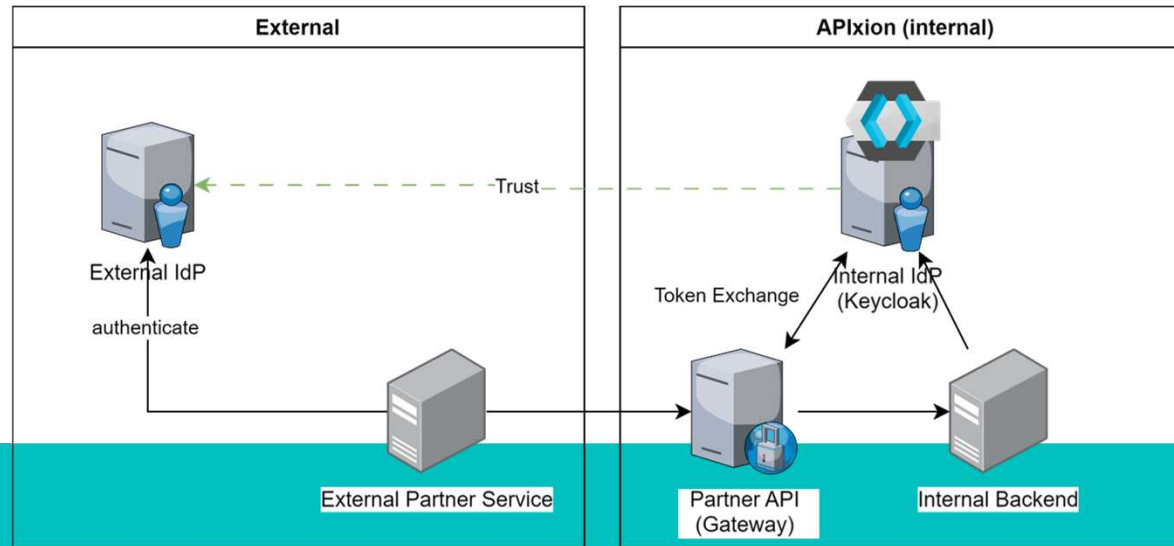 External
APIxion (internal)
Trust
External IdP
Internal IdP
(Keycloak)
Token Exchange
authenticate
External Partner Service
Partner API
(Gateway)
Internal Backend